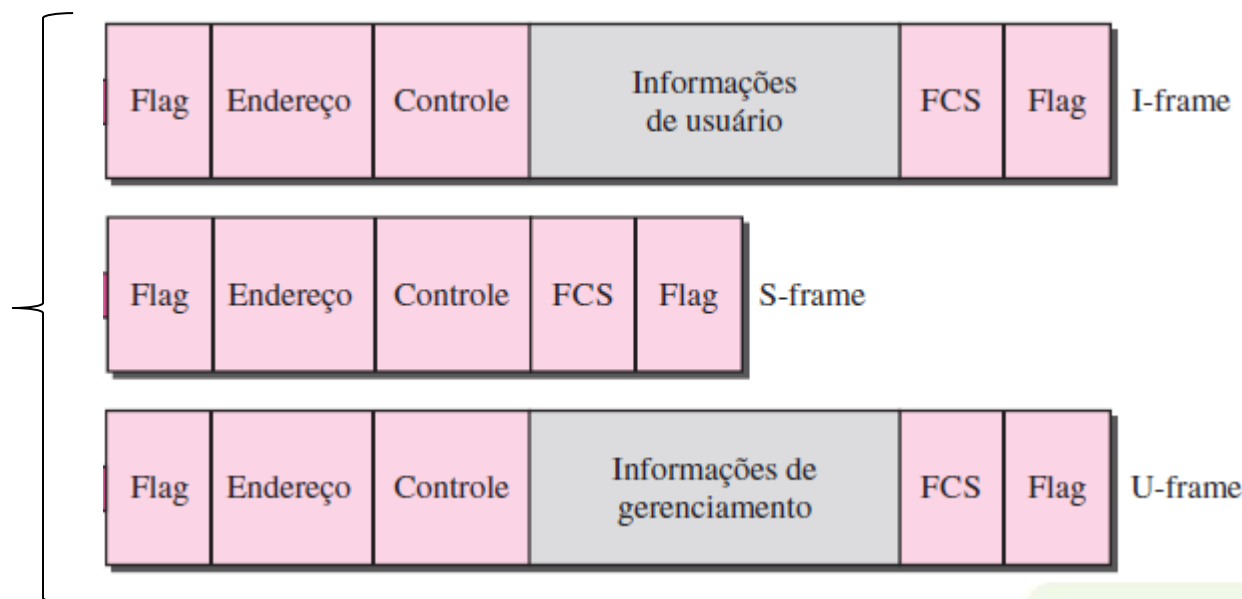 Flag Endereço Controle Informações de usuário FCS Flag I-frame
Flag Endereço Controle FCS Flag S-frame
Flag Endereço Controle Informações de gerenciamento FCS Flag U-frame